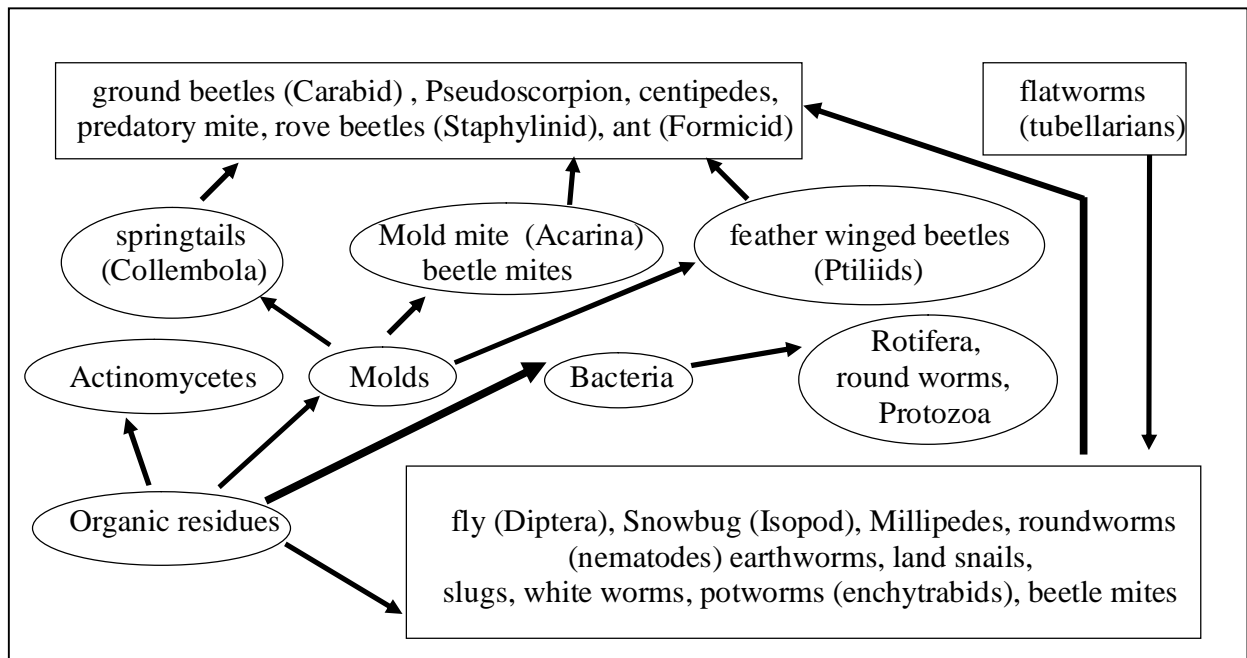 ground beetles (Carabid) , Pseudoscorpion, centipedes,
predatory mite, rove beetles (Staphylinid), ant (Formicid)
flatworms
(tubellarians)
springtails
(Collembola)
Mold mite (Acarina)
beetle mites
feather winged beetles
(Ptiliids)
Actinomycetes
Molds
Bacteria
Rotifera,
round worms,
Protozoa
Organic residues
fly (Diptera), Snowbug (Isopod), Millipedes, roundworms
(nematodes) earthworms, land snails,
slugs, white worms, potworms (enchytrabids), beetle mites